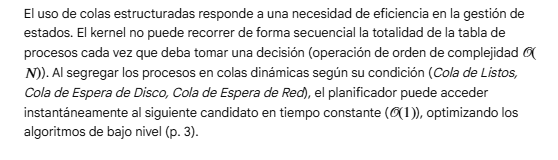 El uso de colas estructuradas responde a una necesidad de eficiencia en la gestión de
estados. El kernel no puede recorrer de forma secuencial la totalidad de la tabla de
procesos cada vez que deba tomar una decisión (operación de orden de complejidad 𝒪(
N)). Al segregar los procesos en colas dinámicas según su condición (Cola de Listos,
Cola de Espera de Disco, Cola de Espera de Red), el planificador puede acceder
instantáneamente al siguiente candidato en tiempo constante (𝒪(1)), optimizando los
algoritmos de bajo nivel (p. 3).